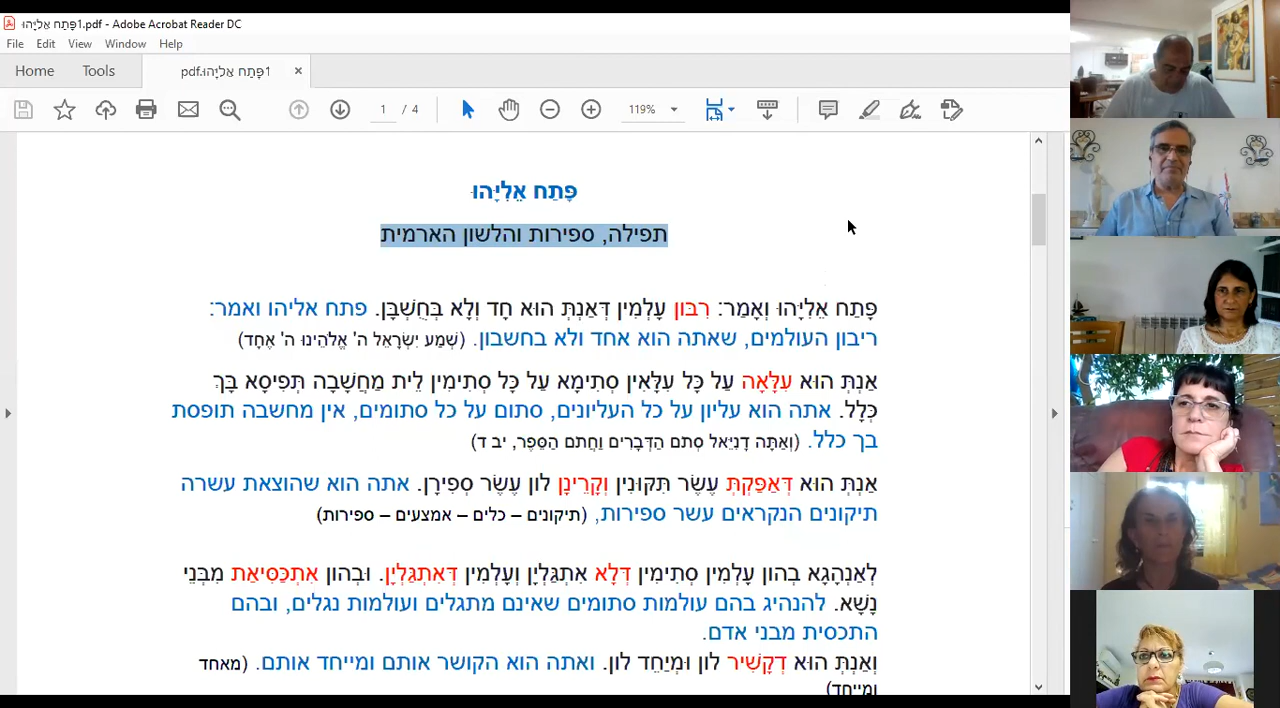 פָּתַח אֵלִיָּהוּ1.pdf - Adobe Acrobat Reader DC
File Edit View Window Help
Home Tools פָּתַח אֵלִיָּהוּ1.pdf ×
1 / 4 119%
פָּתַח אֵלִיָּהוּ
תפילה, ספירות והלשון הארמית
פָּתַח אֵלִיָּהוּ וְאָמַר: רִבּוֹן עָלְמִין דְּאַנְתְּ הוּא חָד וְלָא בְּחֻשְׁבָּן. פתח אליהו ואמר:
ריבון העולמים, שאתה הוא אחד ולא בחשבון. (שְׁמַע יִשְׂרָאֵל ה' אֱלֹהֵינוּ ה' אֶחָד)
אַנְתְּ הוּא עִלָּאָה עַל כָּל עִלָּאִין סְתִימָא עַל כָּל סְתִימִין לֵית מַחֲשָׁבָה תְּפִיסָא בָּךְ
כְּלָל. אתה הוא עליון על כל העליונים, סתום על כל סתומים, אין מחשבה תופסת
בך כלל. (וְאַתָּה דָנִיֵּאל סְתֹם הַדְּבָרִים וַחֲתֹם הַסֵּפֶר, יב ד)
אַנְתְּ הוּא דְּאַפַּקְתְּ עֶשֶׂר תִּקּוּנִין וְקָרֵינָן לוֹן עֶשֶׂר סְפִירָן. אתה הוא שהוצאת עשרה
תיקונים הנקראים עשר ספירות, (תיקונים – כלים – אמצעים – ספירות)
לְאַנְהָגָא בְהוֹן עָלְמִין סְתִימִין דְּלָא אִתְגַּלְיָן וְעָלְמִין דְּאִתְגַּלְיָן. וּבְהוֹן אִתְכַּסִּיאַת מִבְּנֵי
נָשָׁא. להנהיג בהם עולמות סתומים שאינם מתגלים ועולמות נגלים, ובהם
התכסית מבני אדם.
וְאַנְתְּ הוּא דְקָשִׁיר לוֹן וּמְיַחֵד לוֹן. ואתה הוא הקושר אותם ומייחד אותם. (מאחד
ומייחד)